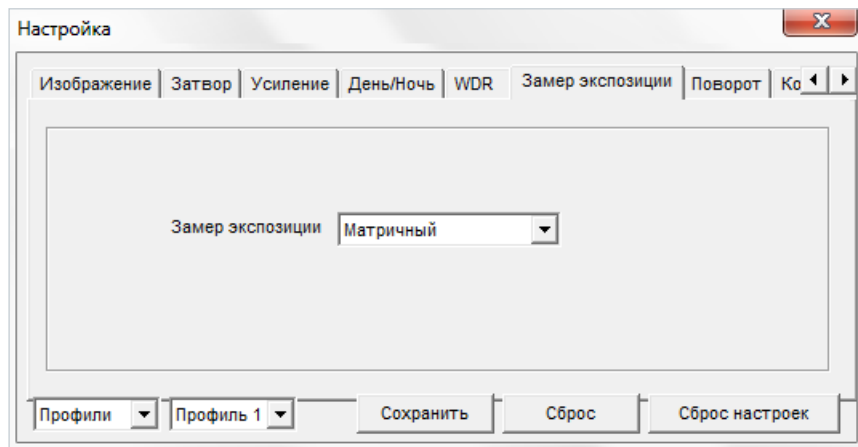 Настройка
Изображение Затвор Усиление День/Ночь WDR Замер экспозиции Поворот Ко
Замер экспозиции Матричный
Профили Профиль 1 Сохранить Сброс Сброс настроек